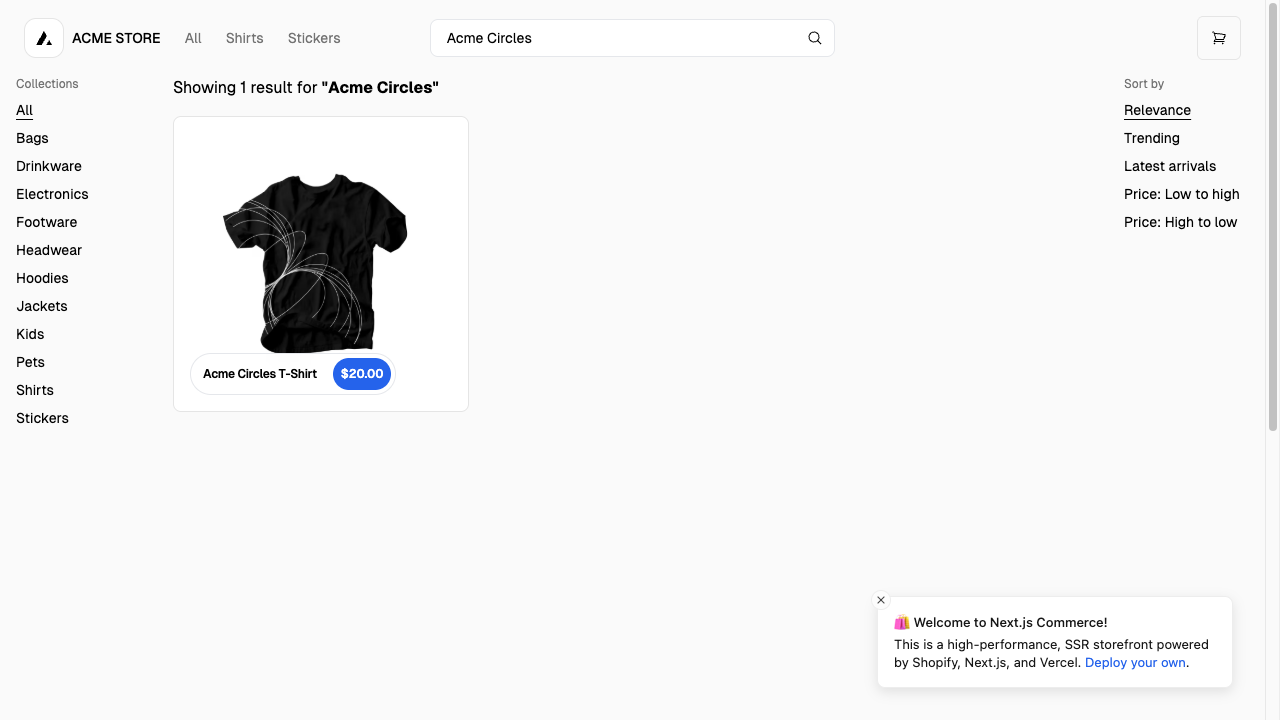 ACME STORE
All
Shirts
Stickers
Acme Circles
Collections
All
Bags
Drinkware
Electronics
Footware
Headwear
Hoodies
Jackets
Kids
Pets
Shirts
Stickers
Showing 1 result for "Acme Circles"
Acme Circles T-Shirt
$20.00
Sort by
Relevance
Trending
Latest arrivals
Price: Low to high
Price: High to low
🛍️ Welcome to Next.js Commerce!
This is a high-performance, SSR storefront powered
by Shopify, Next.js, and Vercel. Deploy your own.